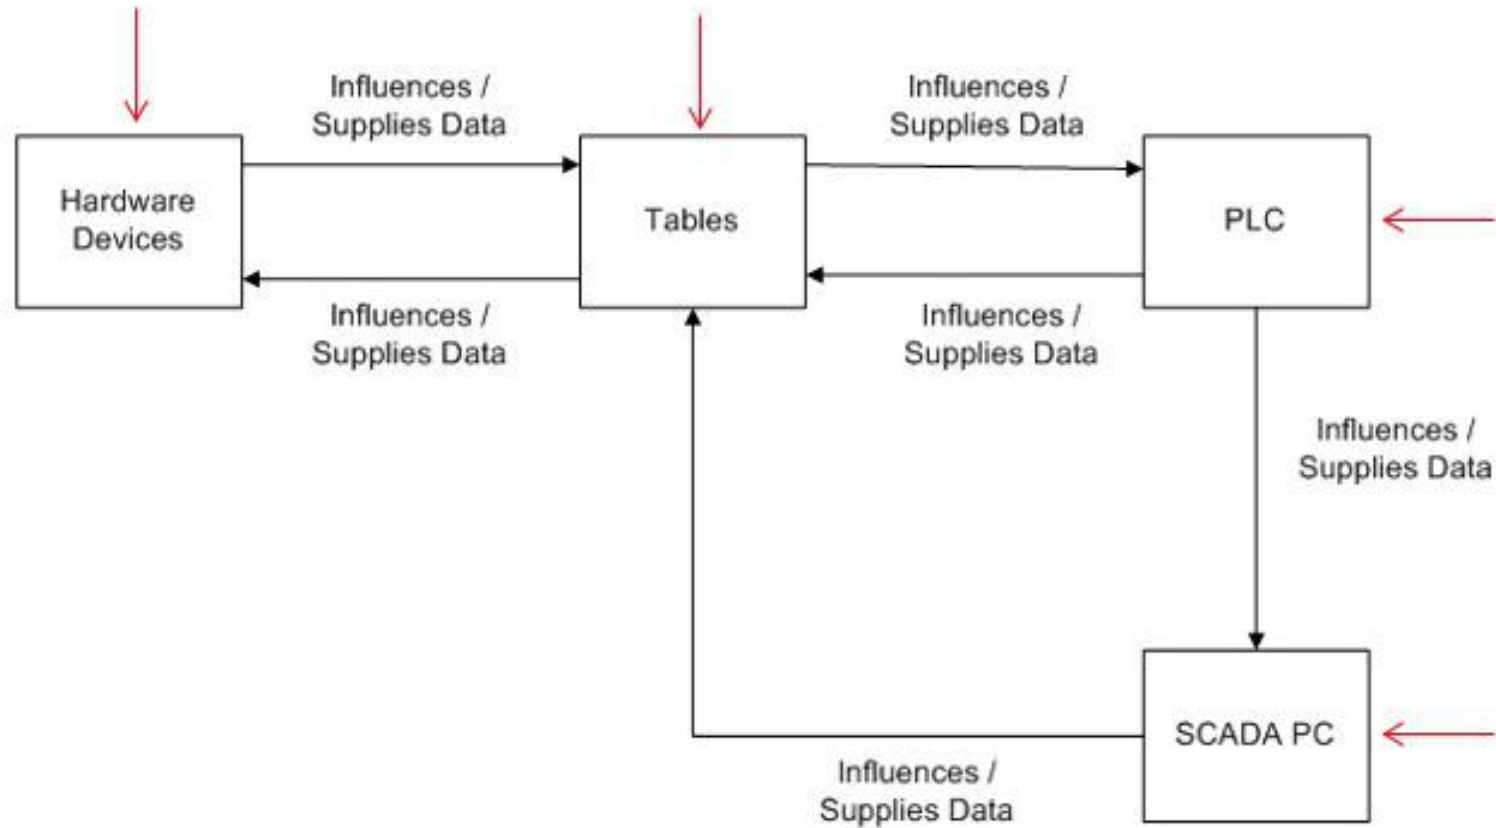 Influences /
Supplies Data
Influences /
Supplies Data
Hardware
Devices
Tables
PLC
Influences /
Supplies Data
Influences /
Supplies Data
Influences /
Supplies Data
SCADA PC
Influences /
Supplies Data